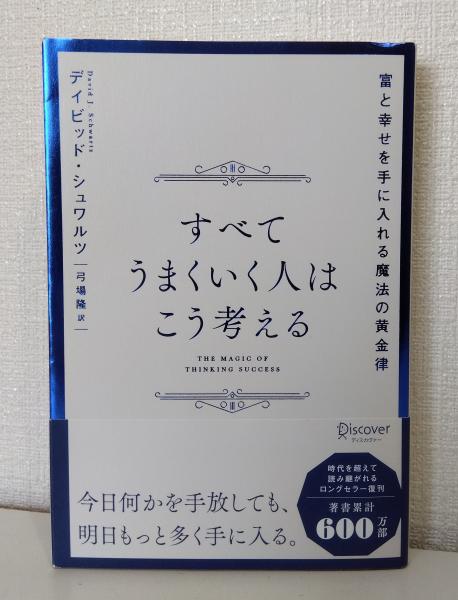 富と幸せを手に入れる魔法の黄金律
すべて
うまくいく人は
こう考える
THE MAGIC OF
THINKING SUCCESS
David J. Schwartz
デイビッド・シュワルツ
弓場隆 訳
Discover
ディスカヴァー
今日何かを手放しても、
明日もっと多く手に入る。
時代を超えて
読み継がれる
ロングセラー復刊
著書累計
600万部